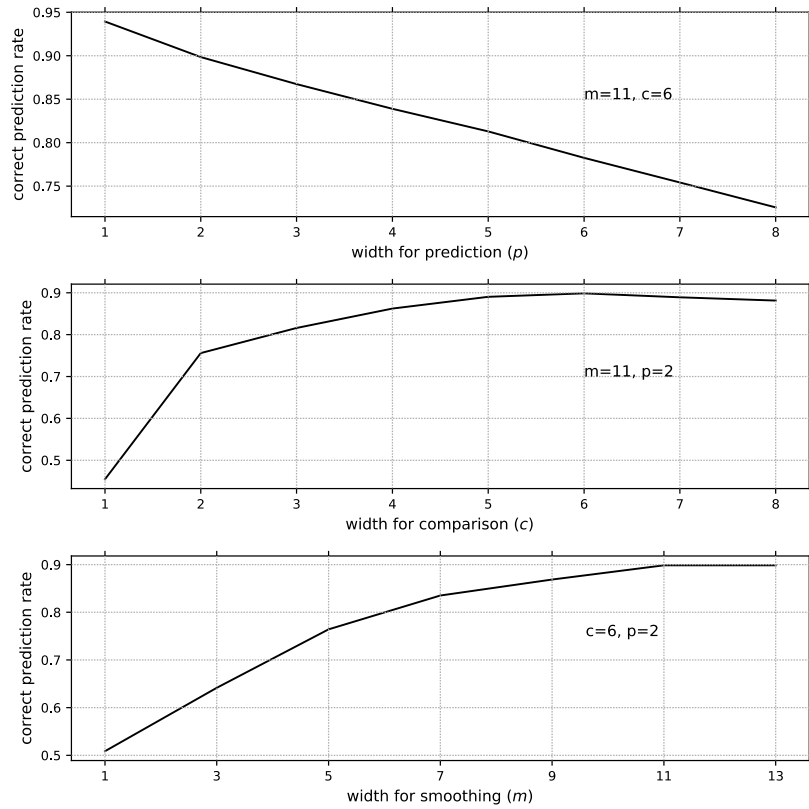 correct prediction rate
0.95
0.90
0.85
0.80
0.75
m=11, c=6
1 2 3 4 5 6 7 8
width for prediction (p)
correct prediction rate
0.9
0.8
0.7
0.6
0.5
m=11, p=2
1 2 3 4 5 6 7 8
width for comparison (c)
correct prediction rate
0.9
0.8
0.7
0.6
0.5
c=6, p=2
1 3 5 7 9 11 13
width for smoothing (m)